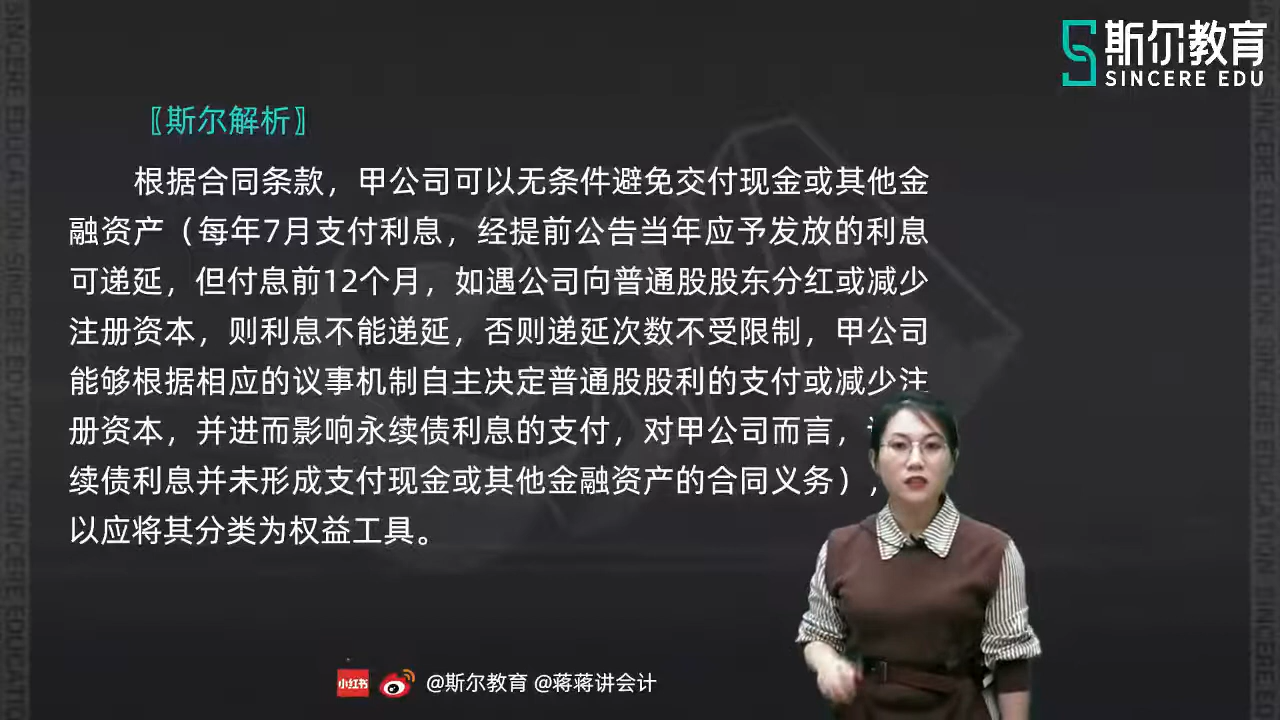 斯尔教育
SINCERE EDU
〖斯尔解析〗
根据合同条款，甲公司可以无条件避免交付现金或其他金
融资产（每年7月支付利息，经提前公告当年应予发放的利息
可递延，但付息前12个月，如遇公司向普通股股东分红或减少
注册资本，则利息不能递延，否则递延次数不受限制，甲公司
能够根据相应的议事机制自主决定普通股股利的支付或减少注
册资本，并进而影响永续债利息的支付，对甲公司而言，
续债利息并未形成支付现金或其他金融资产的合同义务），
以应将其分类为权益工具。
小红书
@斯尔教育 @蒋蒋讲会计